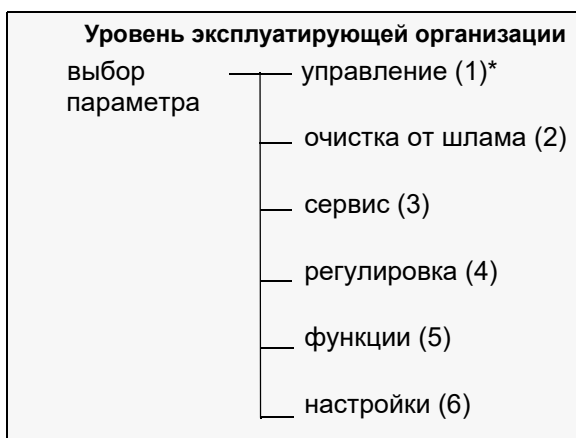 Уровень эксплуатирующей организации
выбор параметра
управление (1)*
очистка от шлама (2)
сервис (3)
регулировка (4)
функции (5)
настройки (6)